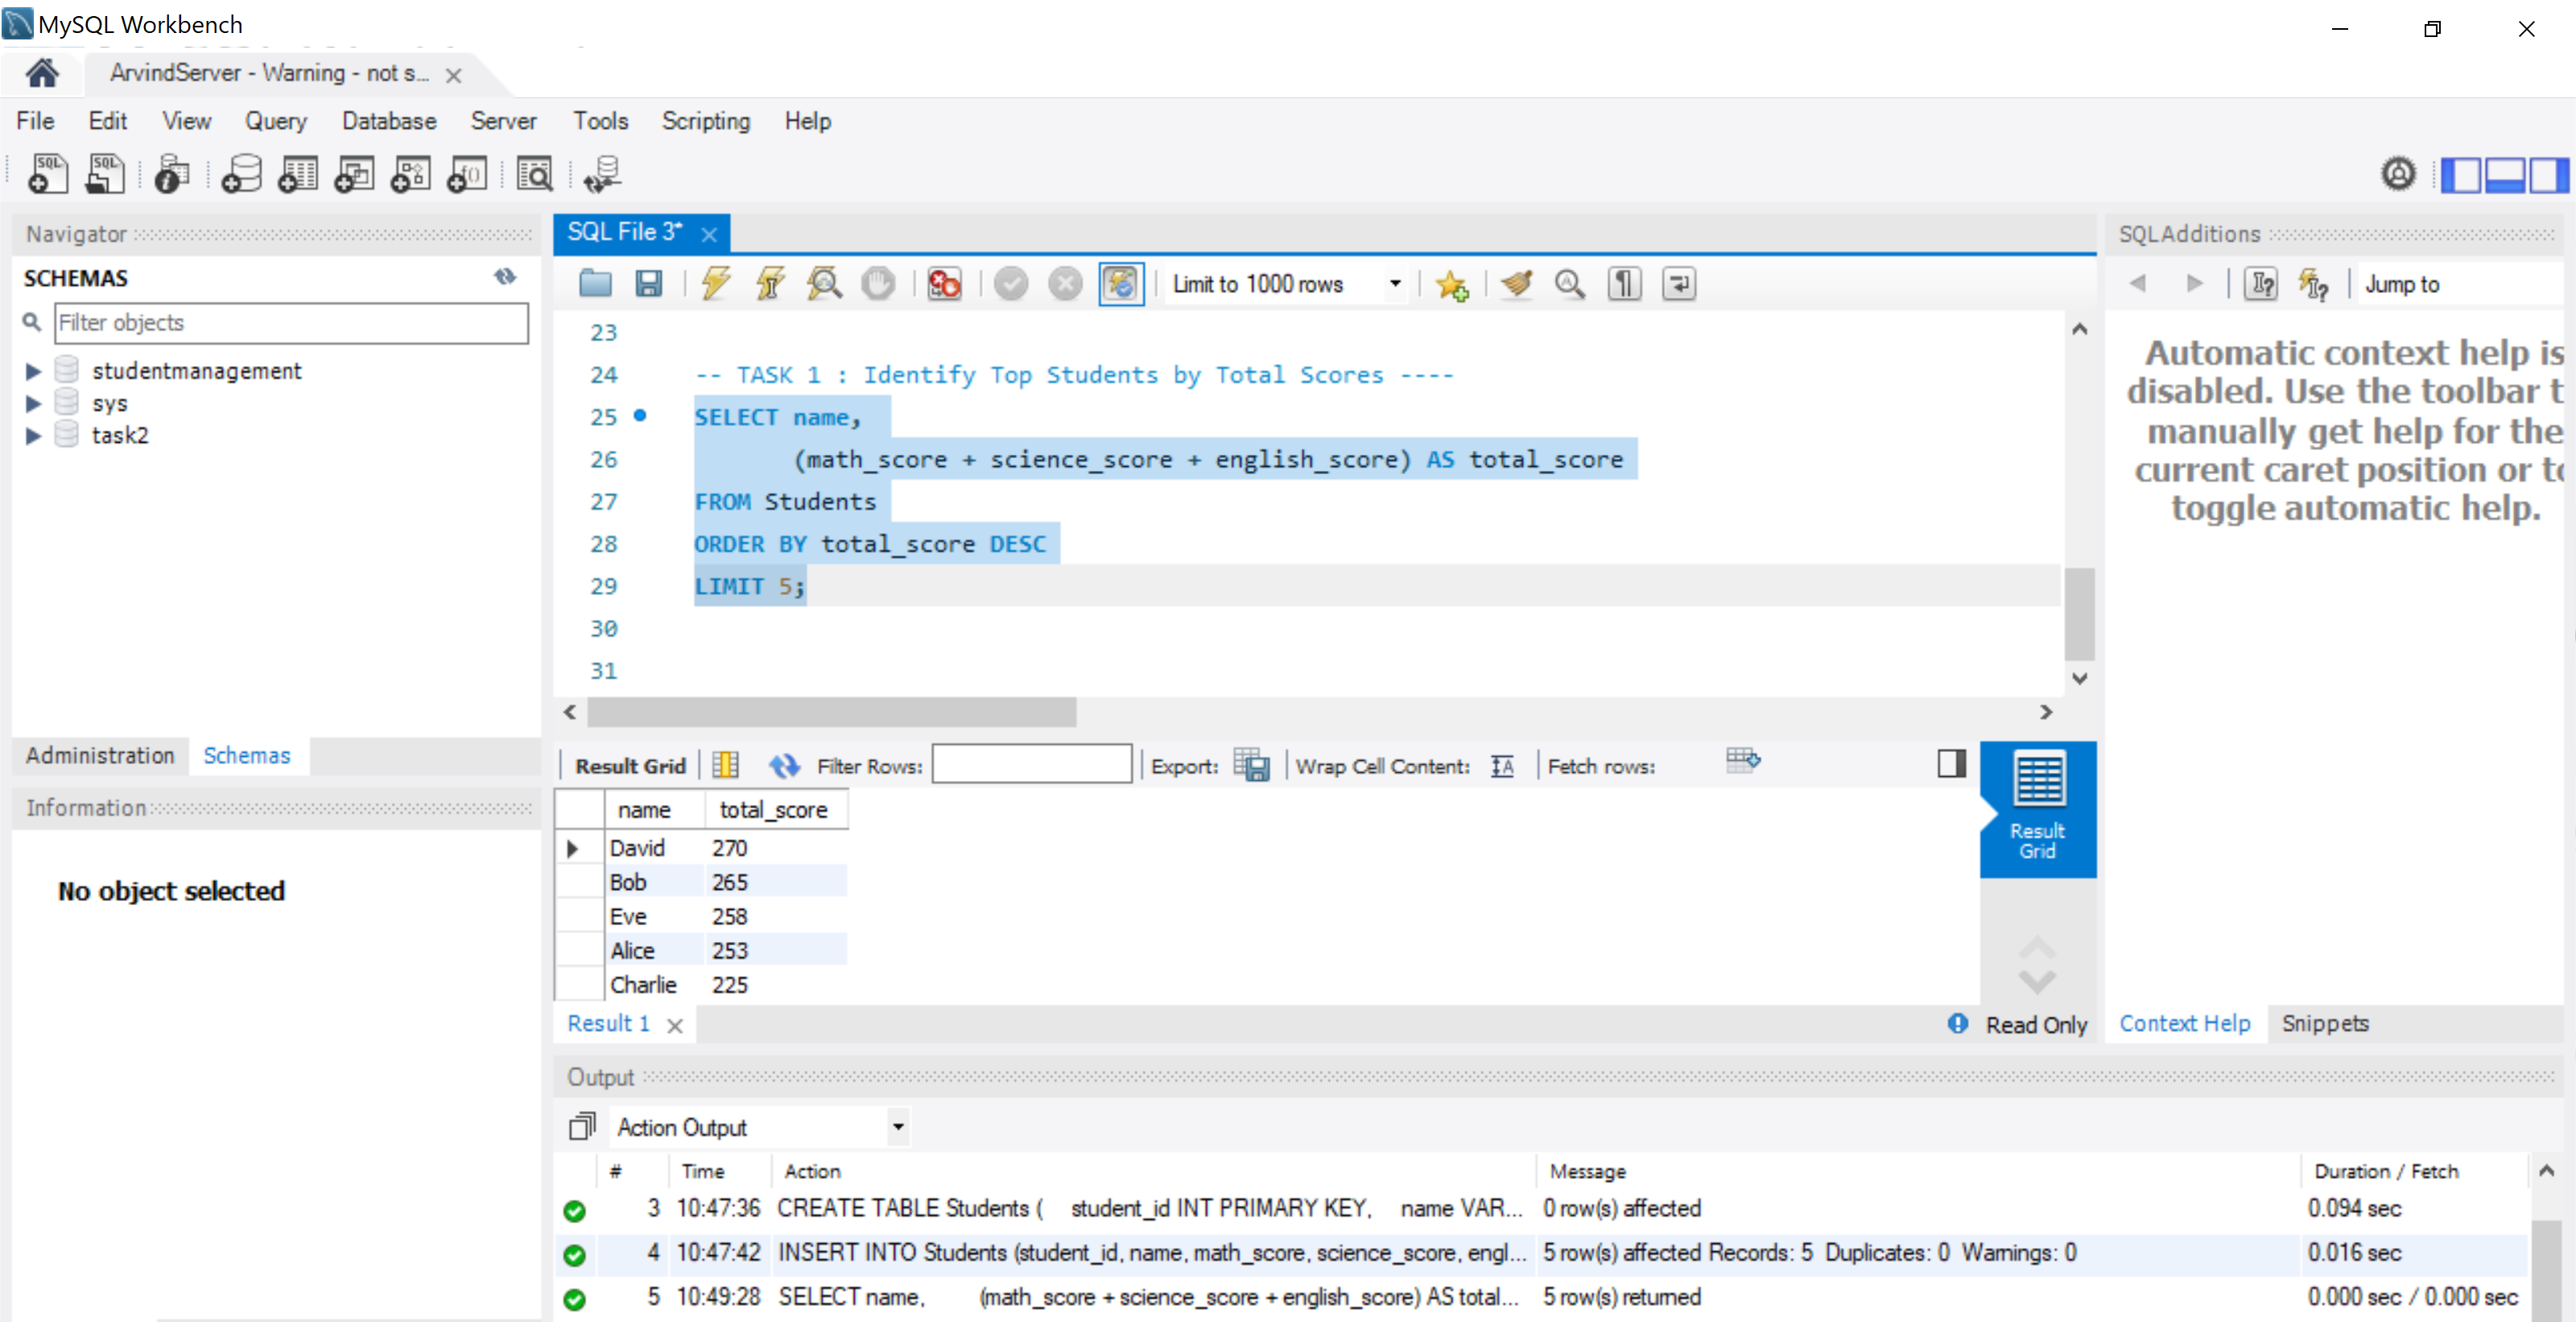 MySQL Workbench
ArvindServer - Warning - not s...
File Edit View Query Database Server Tools Scripting Help
Navigator
SCHEMAS
Filter objects
studentmanagement
sys
task2
Administration Schemas
Information
No object selected
SQL File 3*
Limit to 1000 rows
23
24 -- TASK 1 : Identify Top Students by Total Scores ----
25 SELECT name,
26 (math_score + science_score + english_score) AS total_score
27 FROM Students
28 ORDER BY total_score DESC
29 LIMIT 5;
30
31
Result Grid Filter Rows: Export: Wrap Cell Content: Fetch rows:
name total_score
David 270
Bob 265
Eve 258
Alice 253
Charlie 225
Result Grid
Result 1 Read Only
SQLAdditions
Jump to
Automatic context help is
disabled. Use the toolbar t
manually get help for the
current caret position or to
toggle automatic help.
Context Help Snippets
Output
Action Output
# Time Action Message Duration / Fetch
3 10:47:36 CREATE TABLE Students ( student_id INT PRIMARY KEY, name VAR... 0 row(s) affected 0.094 sec
4 10:47:42 INSERT INTO Students (student_id, name, math_score, science_score, engl... 5 row(s) affected Records: 5 Duplicates: 0 Warnings: 0 0.016 sec
5 10:49:28 SELECT name, (math_score + science_score + english_score) AS total... 5 row(s) returned 0.000 sec / 0.000 sec